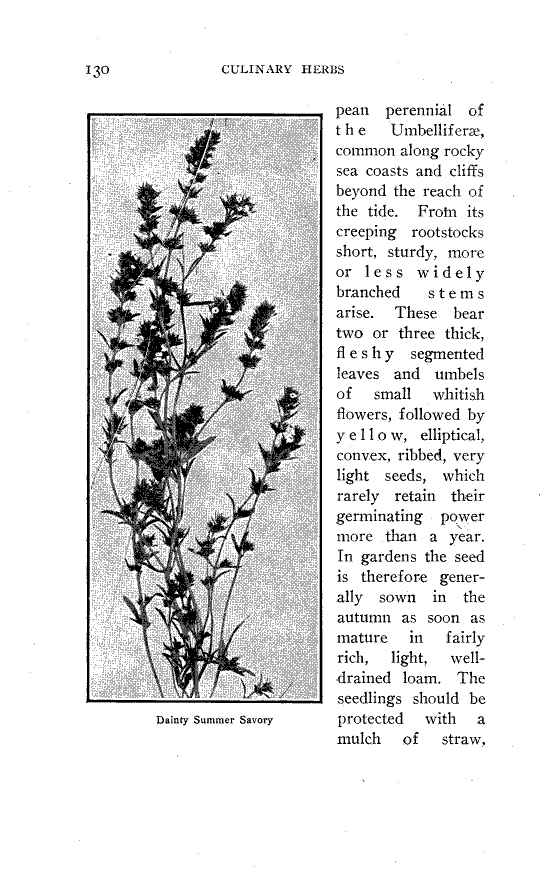 130
CULINARY HERBS
pean perennial of
the Umbelliferæ,
common along rocky
sea coasts and cliffs
beyond the reach of
the tide. From its
creeping rootstocks
short, sturdy, more
or less widely
branched stems
arise. These bear
two or three thick,
fleshy segmented
leaves and umbels
of small whitish
flowers, followed by
yellow, elliptical,
convex, ribbed, very
light seeds, which
rarely retain their
germinating power
more than a year.
In gardens the seed
is therefore gener-
ally sown in the
autumn as soon as
mature in fairly
rich, light, well-
drained loam. The
seedlings should be
protected with a
mulch of straw,
Dainty Summer Savory